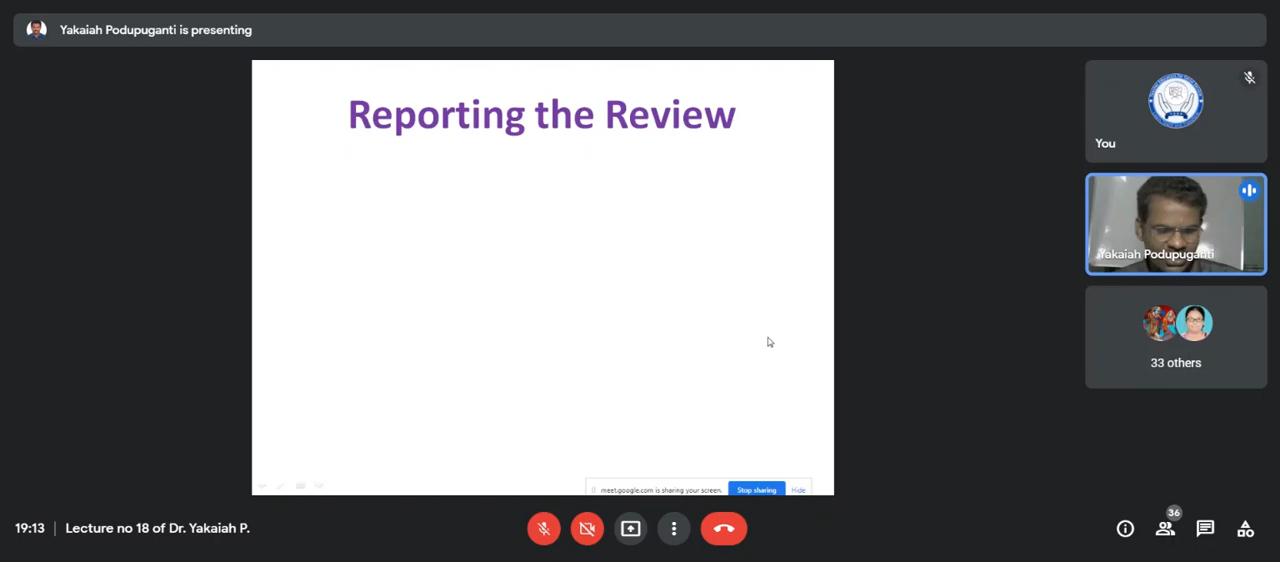 Yakaiah Podupuganti is presenting
Reporting the Review
You
Yakaiah Podupuganti
33 others
meet.google.com is sharing your screen.
Stop sharing
Hide
19:13 | Lecture no 18 of Dr. Yakaiah P.
36